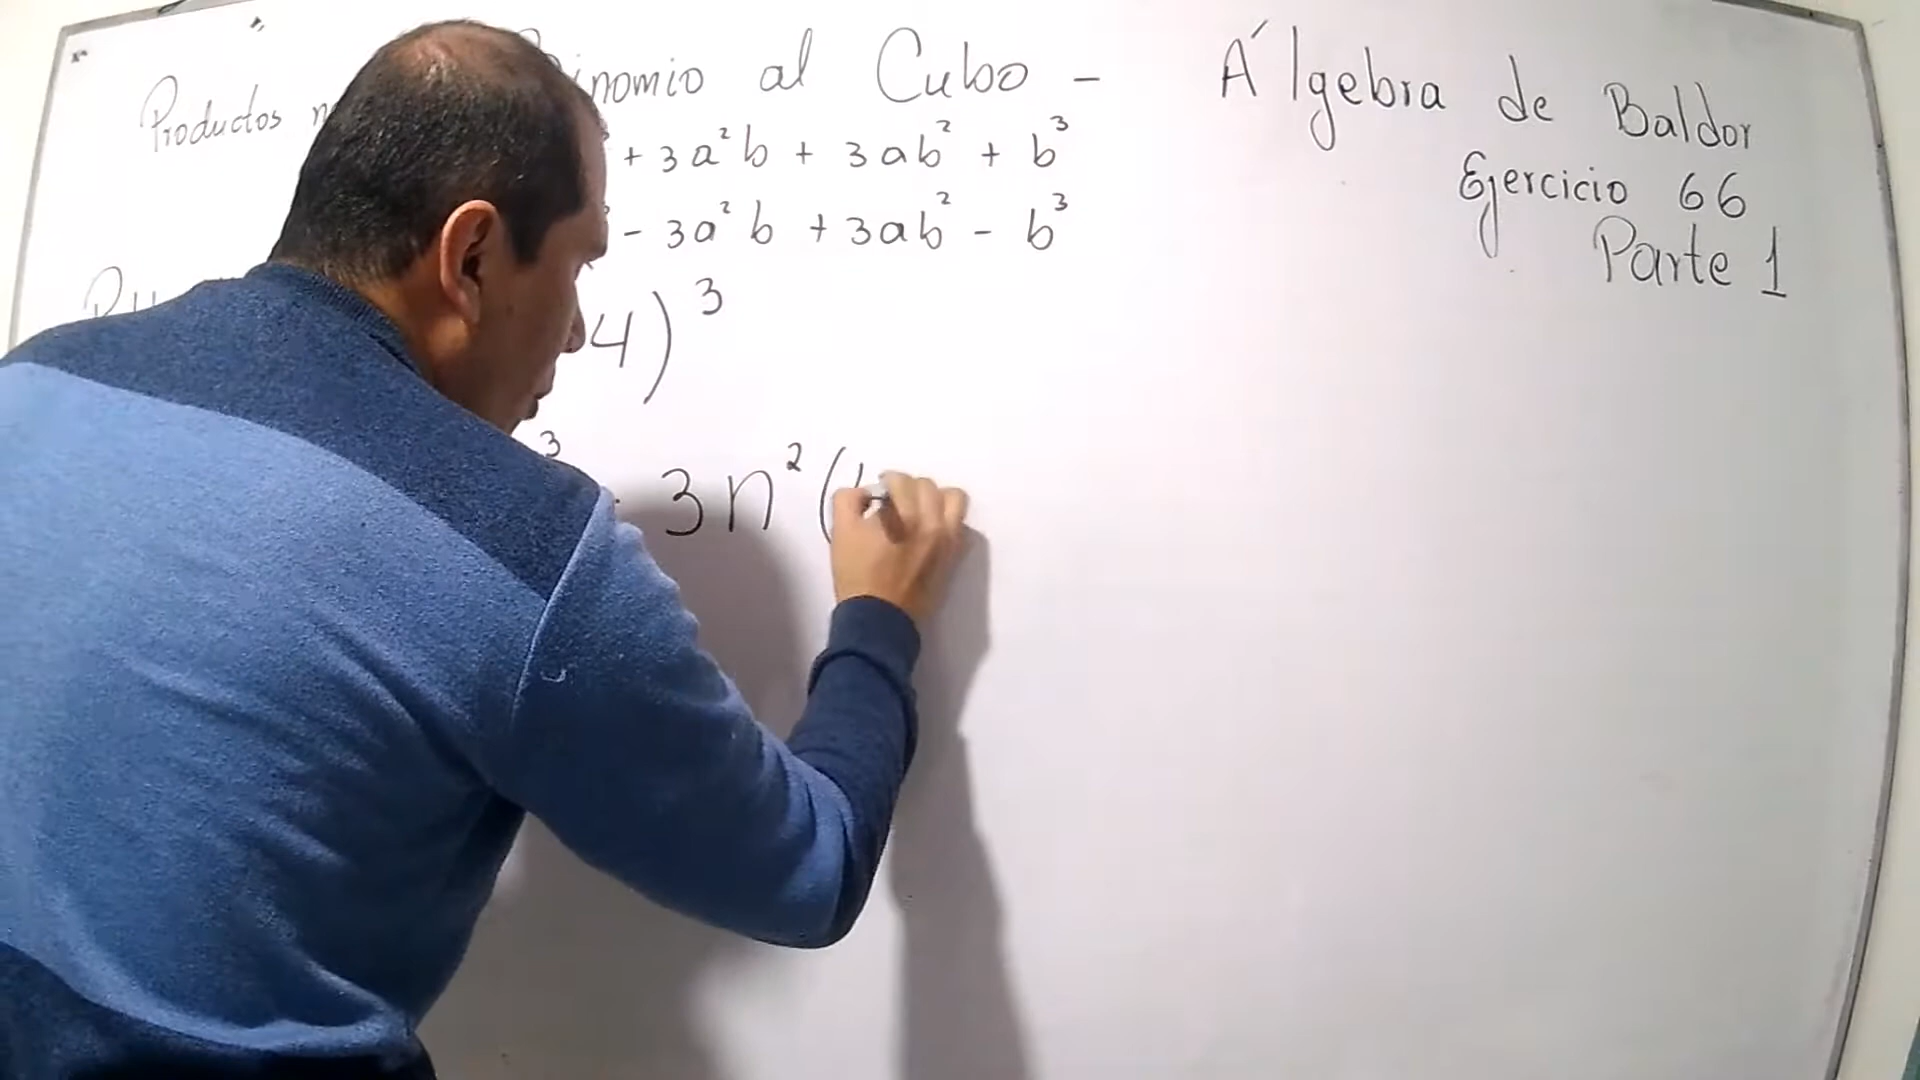 Productos
al Cubo -
+ 3a²b + 3ab² + b³
- 3a²b + 3ab² - b³
4)³
³ 3n²(
Álgebra de Baldor
Ejercicio 66
Parte 1